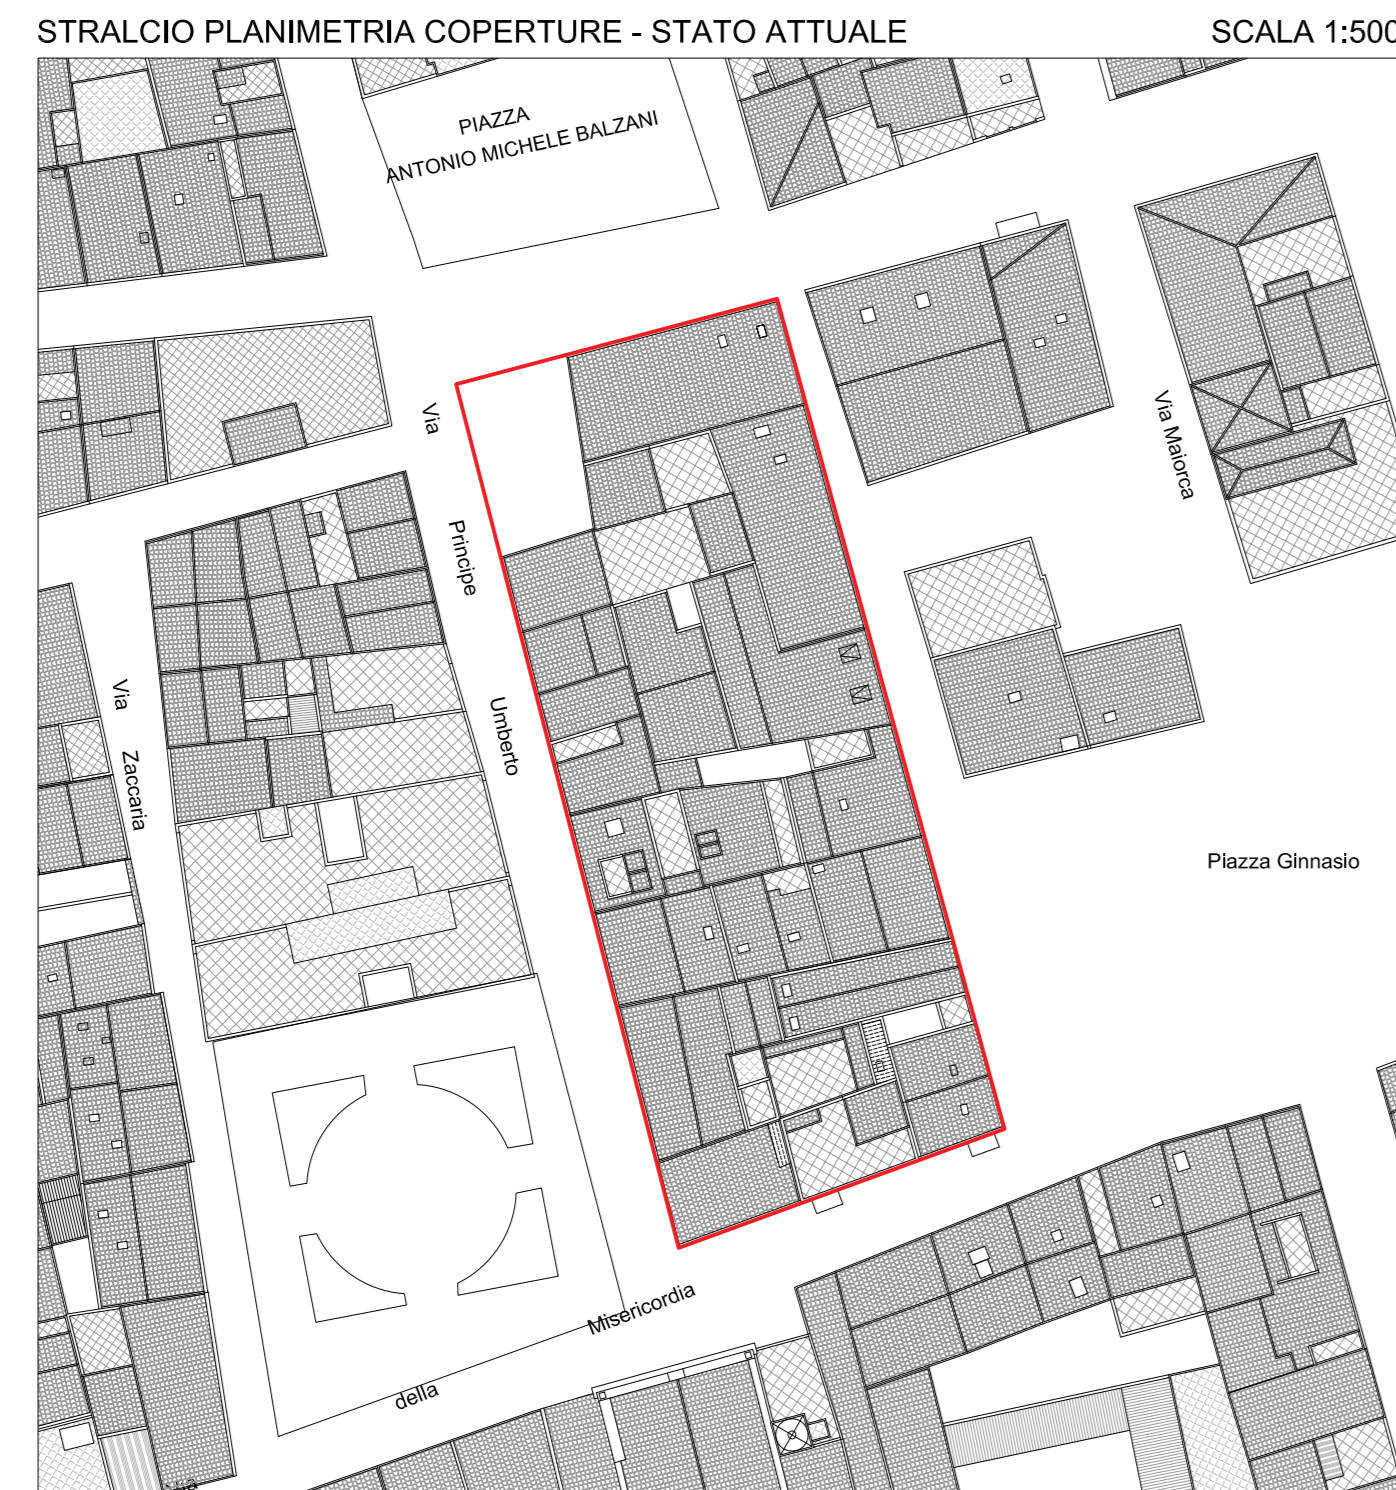 STRALCIO PLANIMETRIA COPERTURE - STATO ATTUALE
SCALA 1:500
PIAZZA
ANTONIO MICHELE BALZANI
Via
Principe
Umberto
Via Maiorca
Via
Zaccaria
Piazza Ginnasio
Misericordia
della